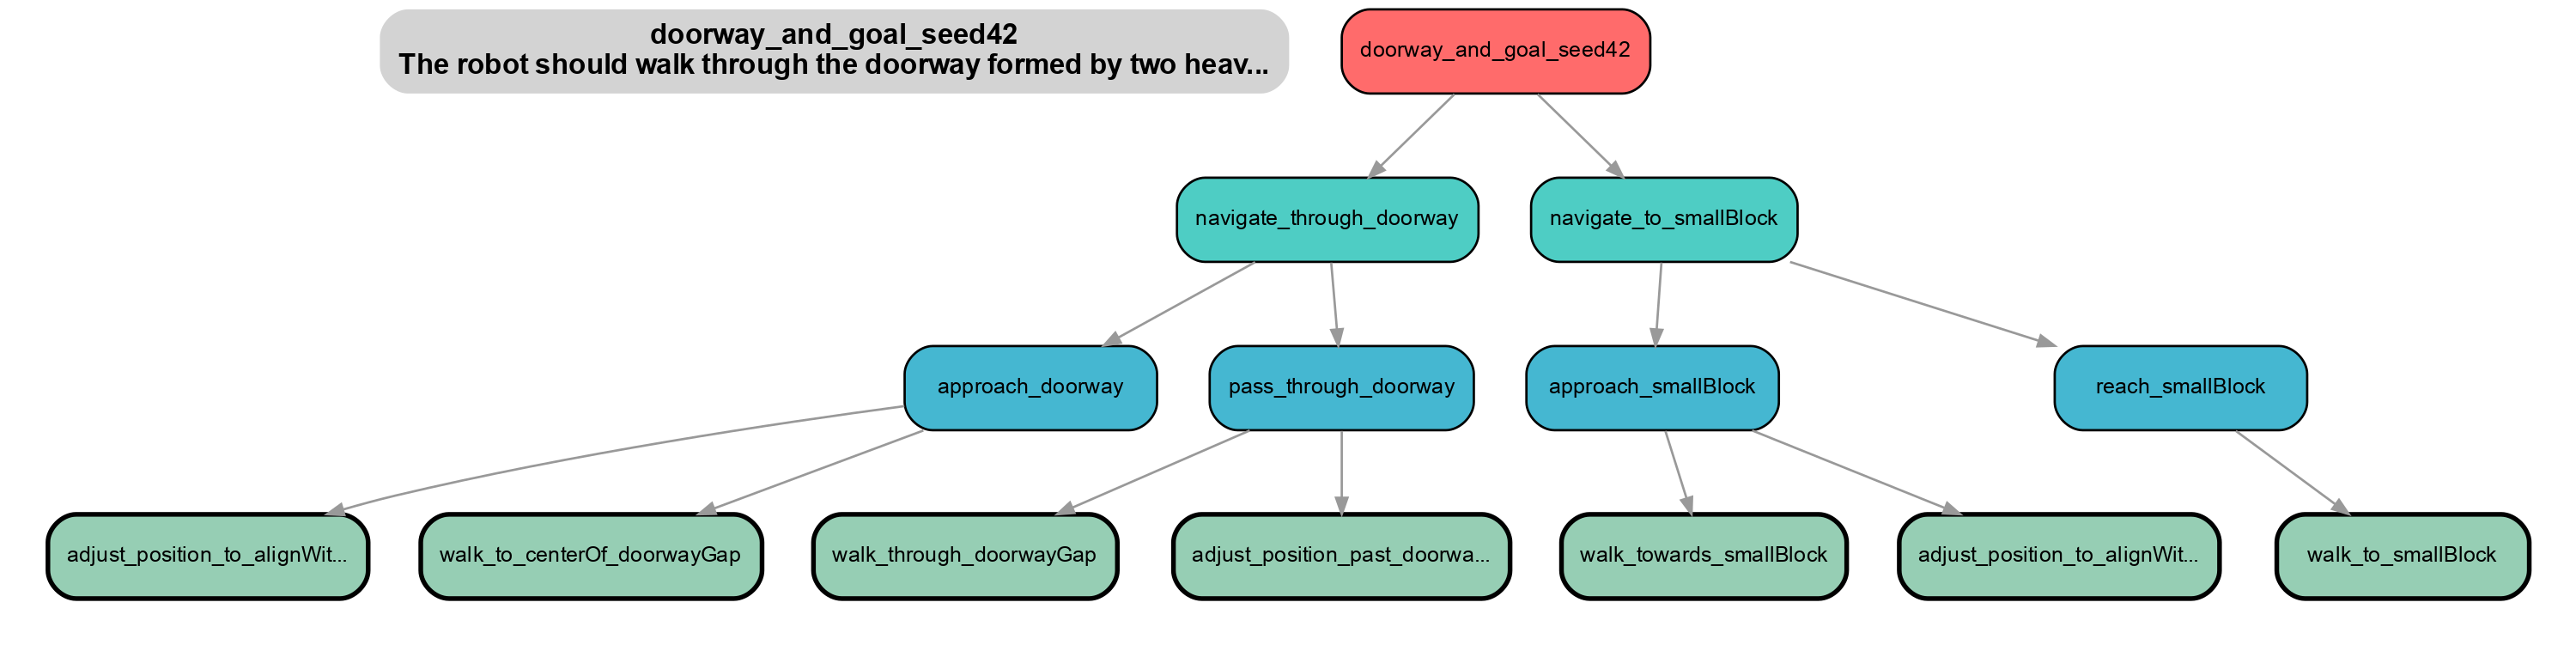 doorway_and_goal_seed42
The robot should walk through the doorway formed by two heav...
doorway_and_goal_seed42
navigate_through_doorway
navigate_to_smallBlock
approach_doorway
pass_through_doorway
approach_smallBlock
reach_smallBlock
adjust_position_to_alignWit...
walk_to_centerOf_doorwayGap
walk_through_doorwayGap
adjust_position_past_doorwa...
walk_towards_smallBlock
adjust_position_to_alignWit...
walk_to_smallBlock